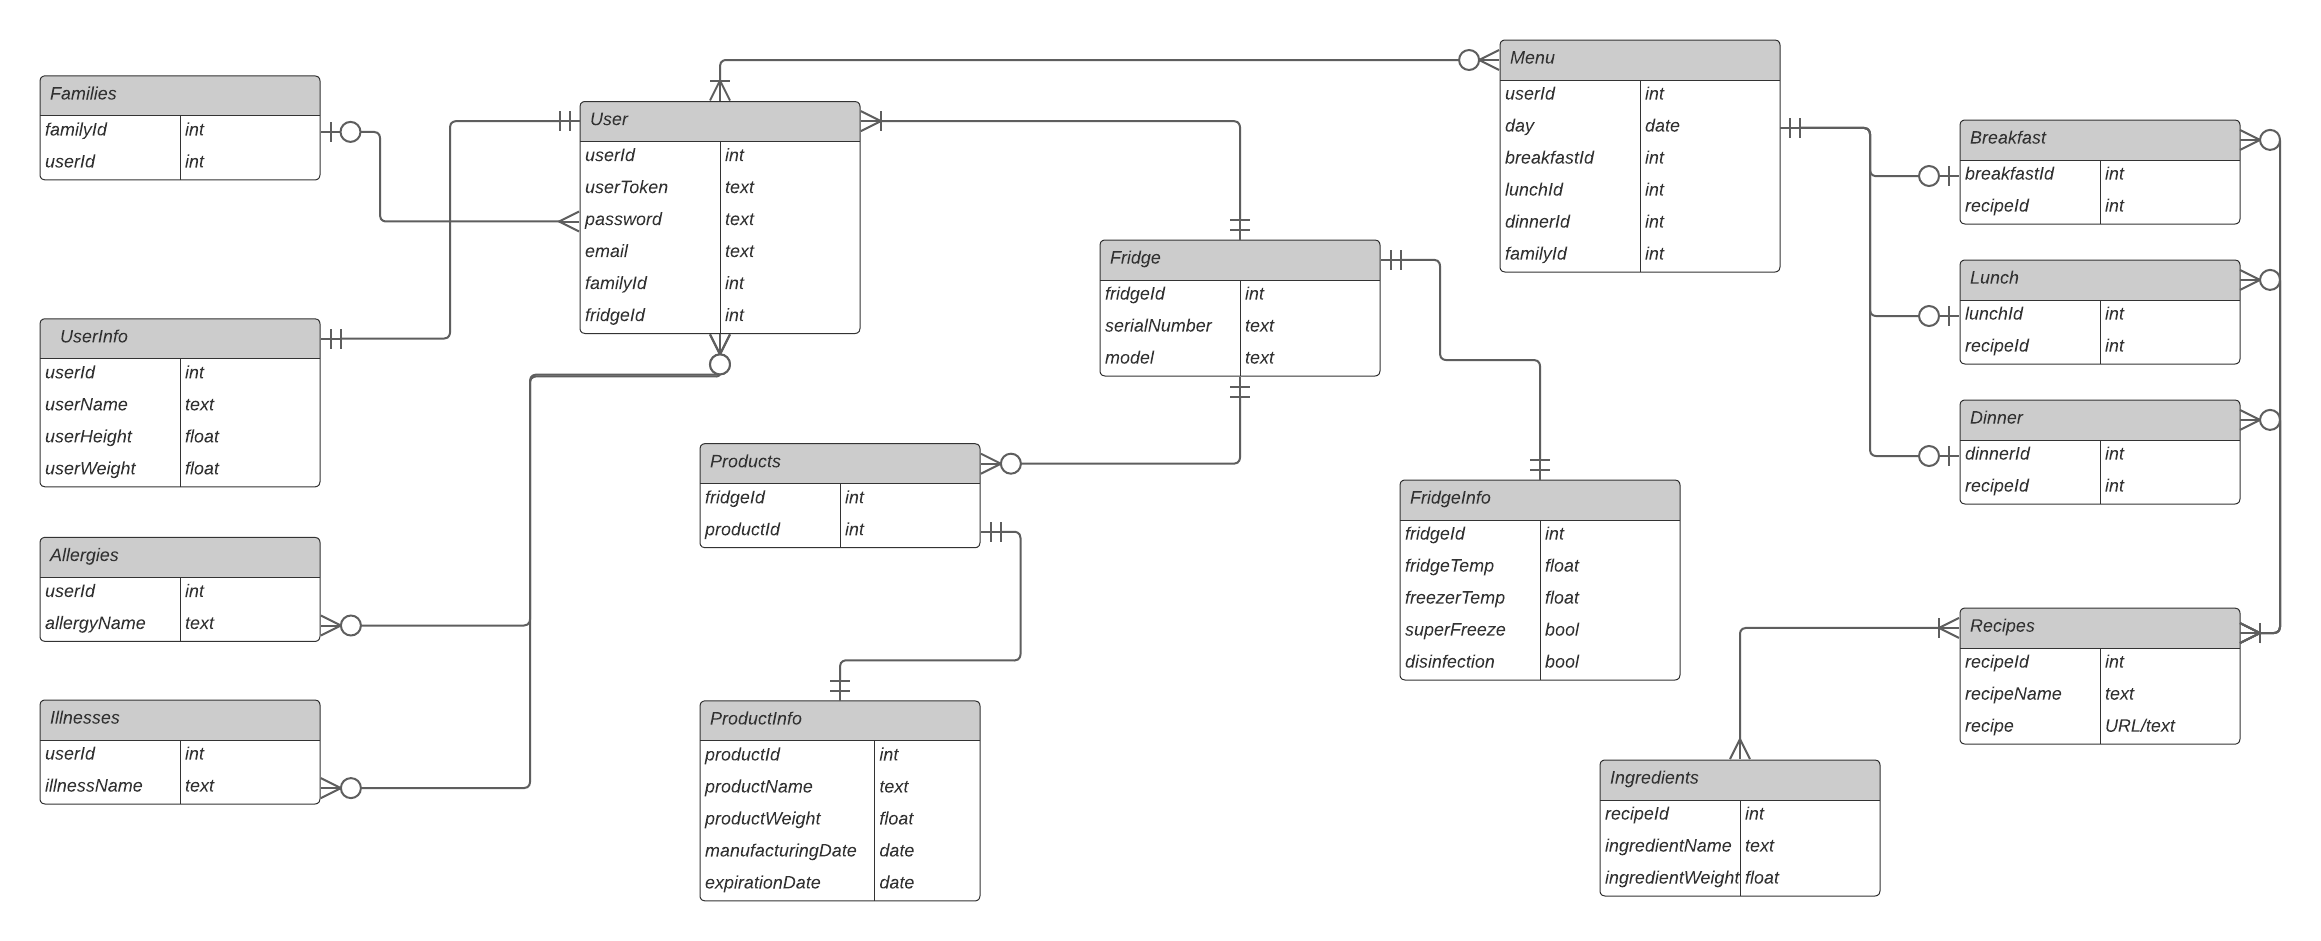 Families
familyId int
userId int
UserInfo
userId int
userName text
userHeight float
userWeight float
Allergies
userId int
allergyName text
Illnesses
userId int
illnessName text
User
userId int
userToken text
password text
email text
familyId int
fridgeId int
Products
fridgeId int
productId int
ProductInfo
productId int
productName text
productWeight float
manufacturingDate date
expirationDate date
Fridge
fridgeId int
serialNumber text
model text
FridgeInfo
fridgeId int
fridgeTemp float
freezerTemp float
superFreeze bool
disinfection bool
Menu
userId int
day date
breakfastId int
lunchId int
dinnerId int
familyId int
Breakfast
breakfastId int
recipeId int
Lunch
lunchId int
recipeId int
Dinner
dinnerId int
recipeId int
Recipes
recipeId int
recipeName text
recipe URL/text
Ingredients
recipeId int
ingredientName text
ingredientWeight float